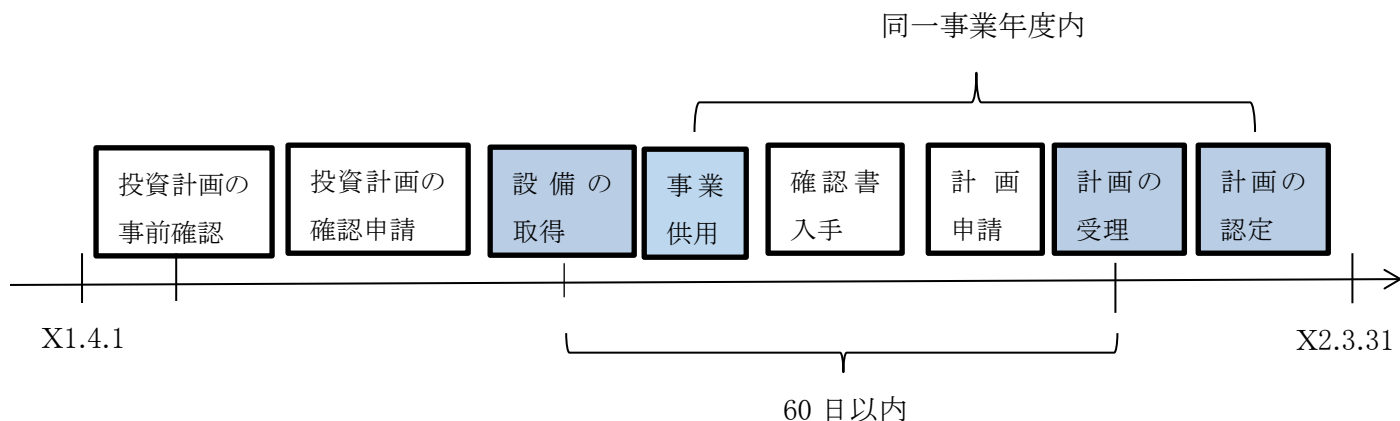 同一事業年度内
投資計画の
事前確認
投資計画の
確認申請
設備の
取得
事業
供用
確認書
入手
計画
申請
計画の
受理
計画の
認定
X1.4.1
X2.3.31
60 日以内